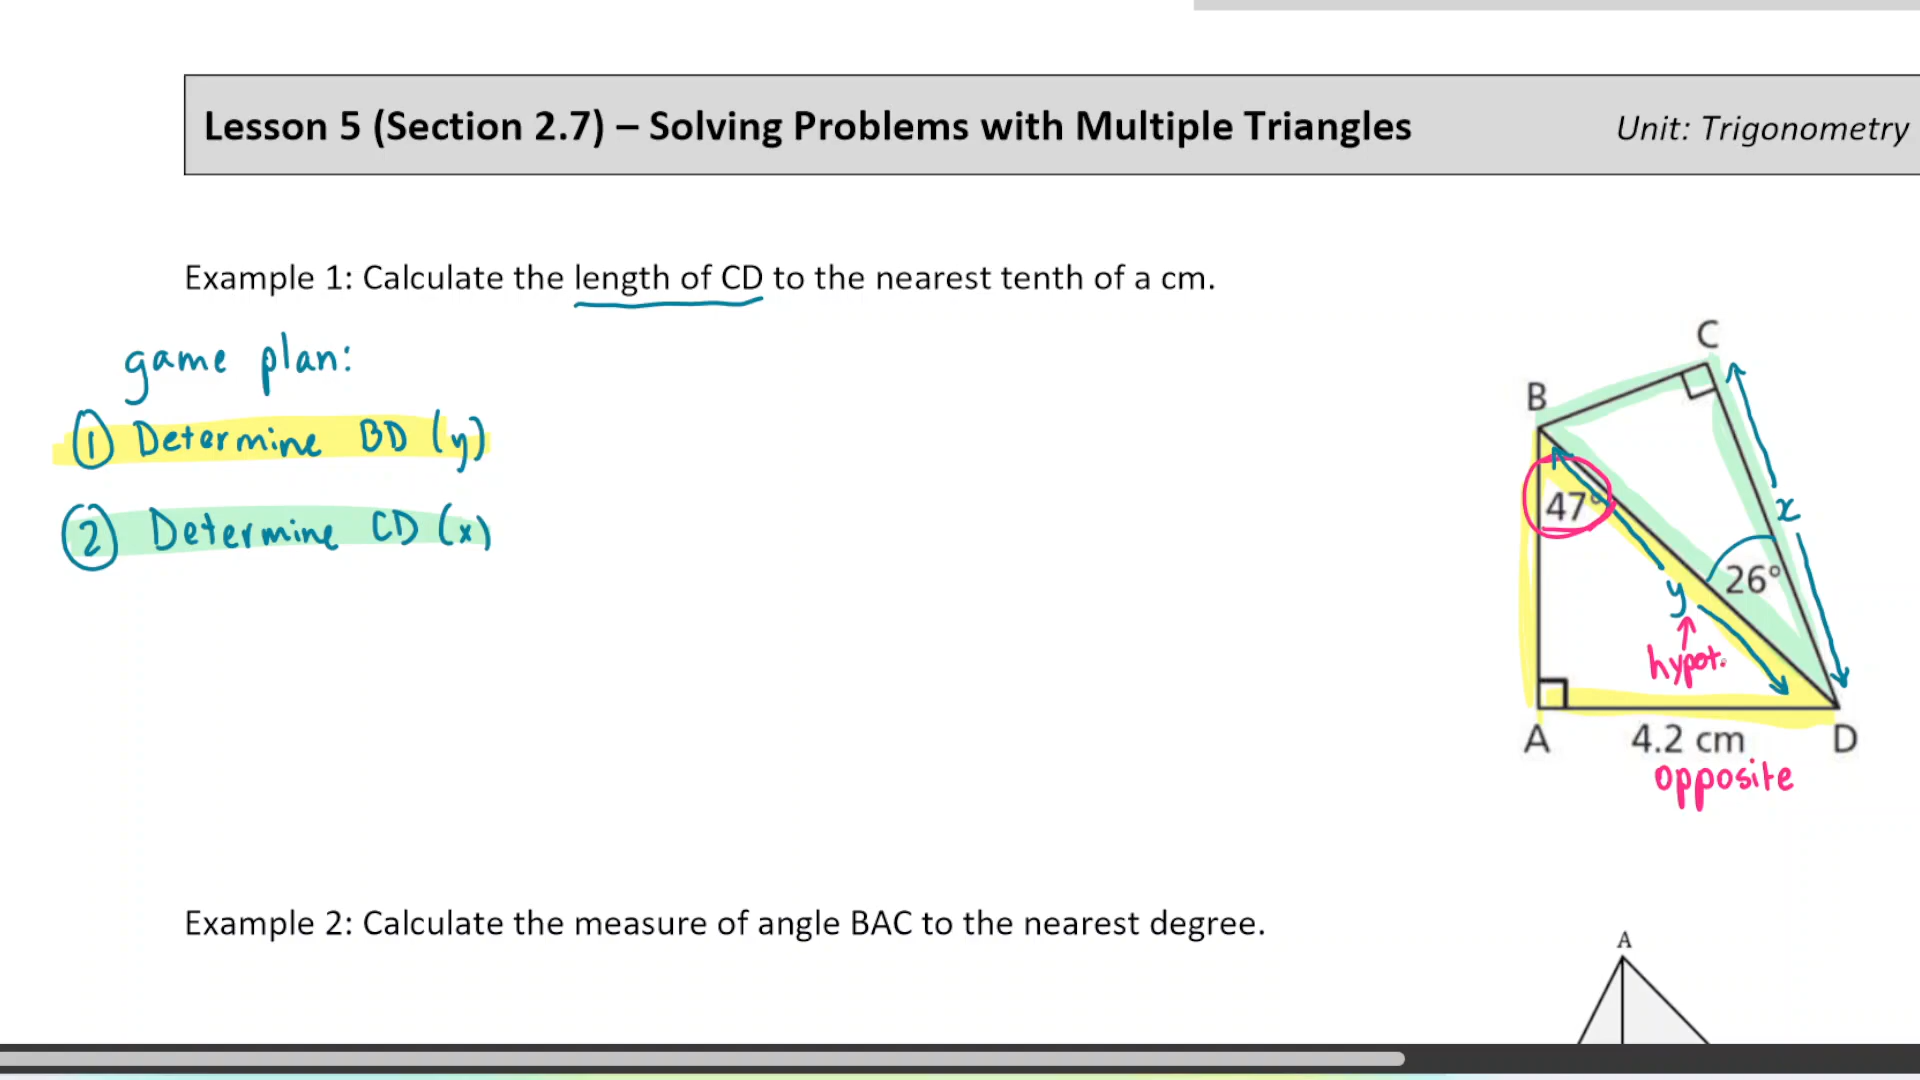 Lesson 5 (Section 2.7) – Solving Problems with Multiple Triangles Unit: Trigonometry
Example 1: Calculate the length of CD to the nearest tenth of a cm.
game plan:
① Determine BD (y)
② Determine CD (x)
C
B
47°
x
26°
y
hypot.
A 4.2 cm D
opposite
Example 2: Calculate the measure of angle BAC to the nearest degree.
A